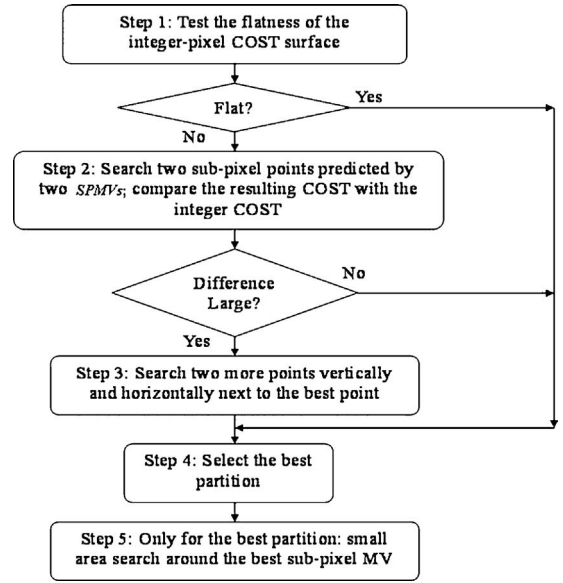 Step 1: Test the flatness of the
integer-pixel COST surface
Flat?
Yes
No
Step 2: Search two sub-pixel points predicted by
two SPMVs; compare the resulting COST with the
integer COST
Difference
Large?
No
Yes
Step 3: Search two more points vertically
and horizontally next to the best point
Step 4: Select the best
partition
Step 5: Only for the best partition: small
area search around the best sub-pixel MV